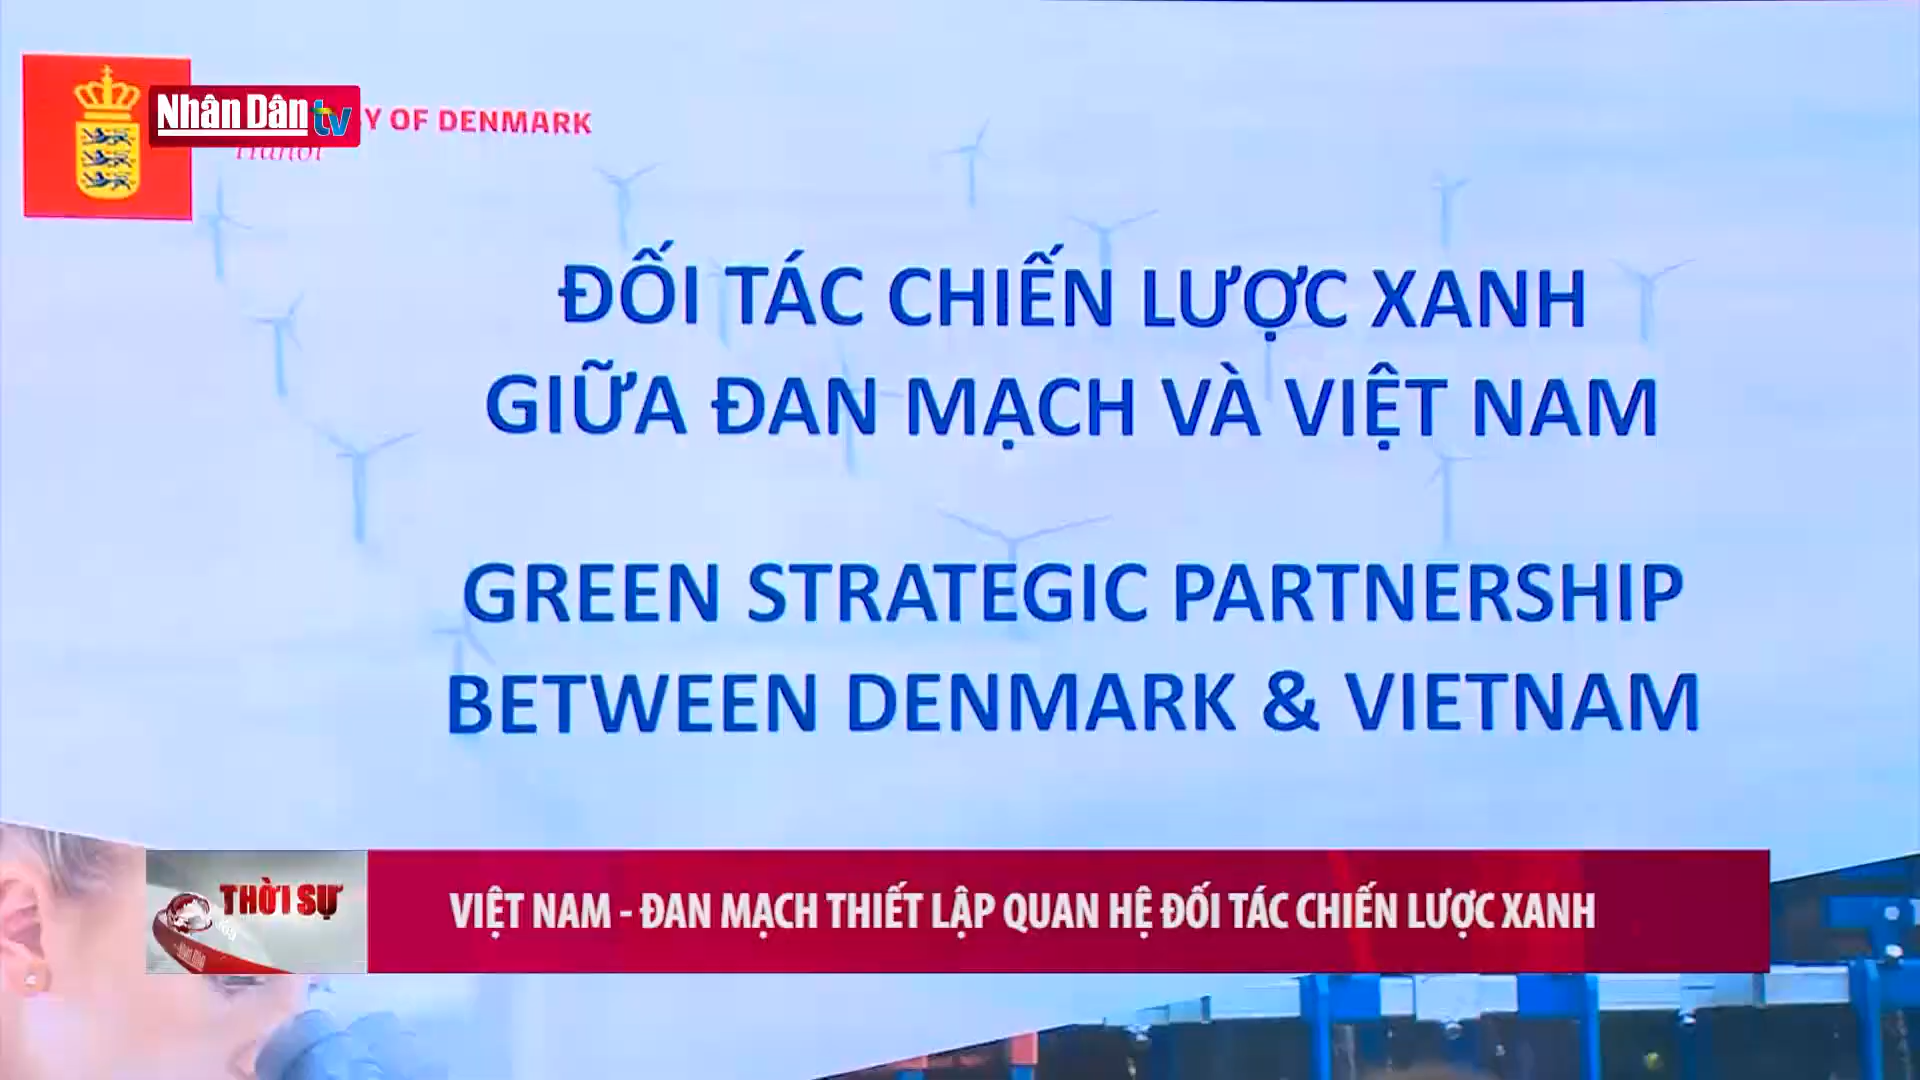 Nhân Dân tv
Y OF DENMARK
Hanoi
ĐỐI TÁC CHIẾN LƯỢC XANH
GIỮA ĐAN MẠCH VÀ VIỆT NAM
GREEN STRATEGIC PARTNERSHIP
BETWEEN DENMARK & VIETNAM
THỜI SỰ
VIỆT NAM - ĐAN MẠCH THIẾT LẬP QUAN HỆ ĐỐI TÁC CHIẾN LƯỢC XANH